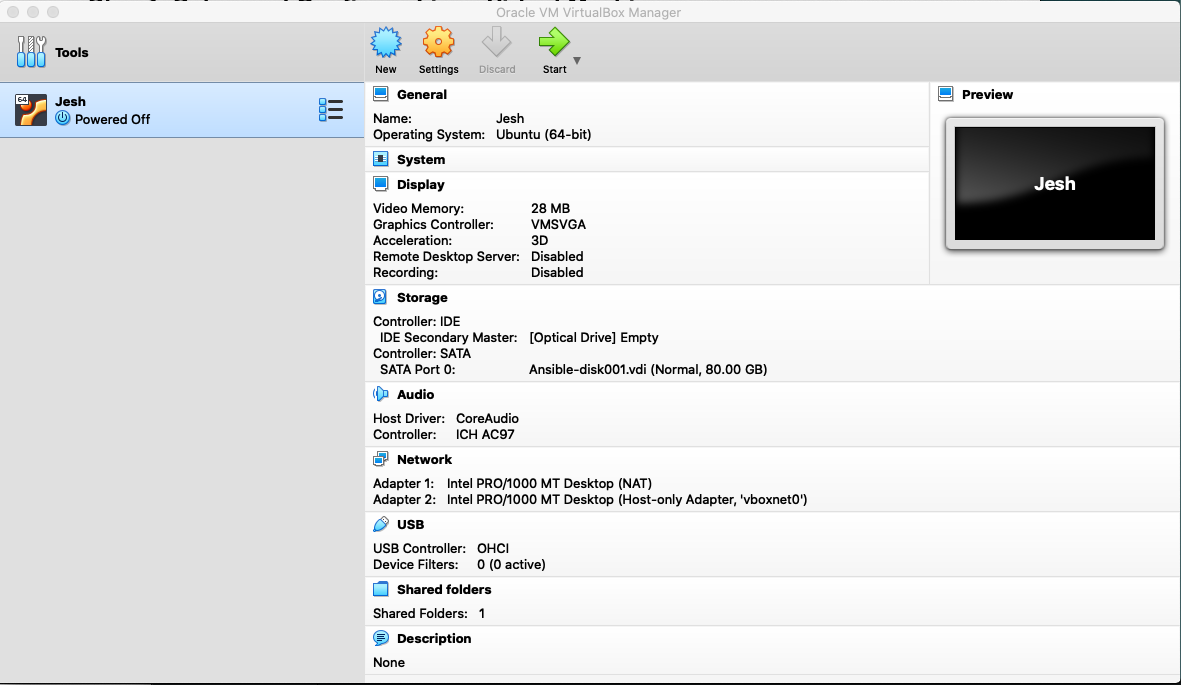 Oracle VM VirtualBox Manager
Tools
New
Settings
Discard
Start
64
Jesh
Powered Off
General
Name: Jesh
Operating System: Ubuntu (64-bit)
System
Display
Video Memory: 28 MB
Graphics Controller: VMSVGA
Acceleration: 3D
Remote Desktop Server: Disabled
Recording: Disabled
Preview
Jesh
Storage
Controller: IDE
IDE Secondary Master: [Optical Drive] Empty
Controller: SATA
SATA Port 0: Ansible-disk001.vdi (Normal, 80.00 GB)
Audio
Host Driver: CoreAudio
Controller: ICH AC97
Network
Adapter 1: Intel PRO/1000 MT Desktop (NAT)
Adapter 2: Intel PRO/1000 MT Desktop (Host-only Adapter, 'vboxnet0')
USB
USB Controller: OHCI
Device Filters: 0 (0 active)
Shared folders
Shared Folders: 1
Description
None